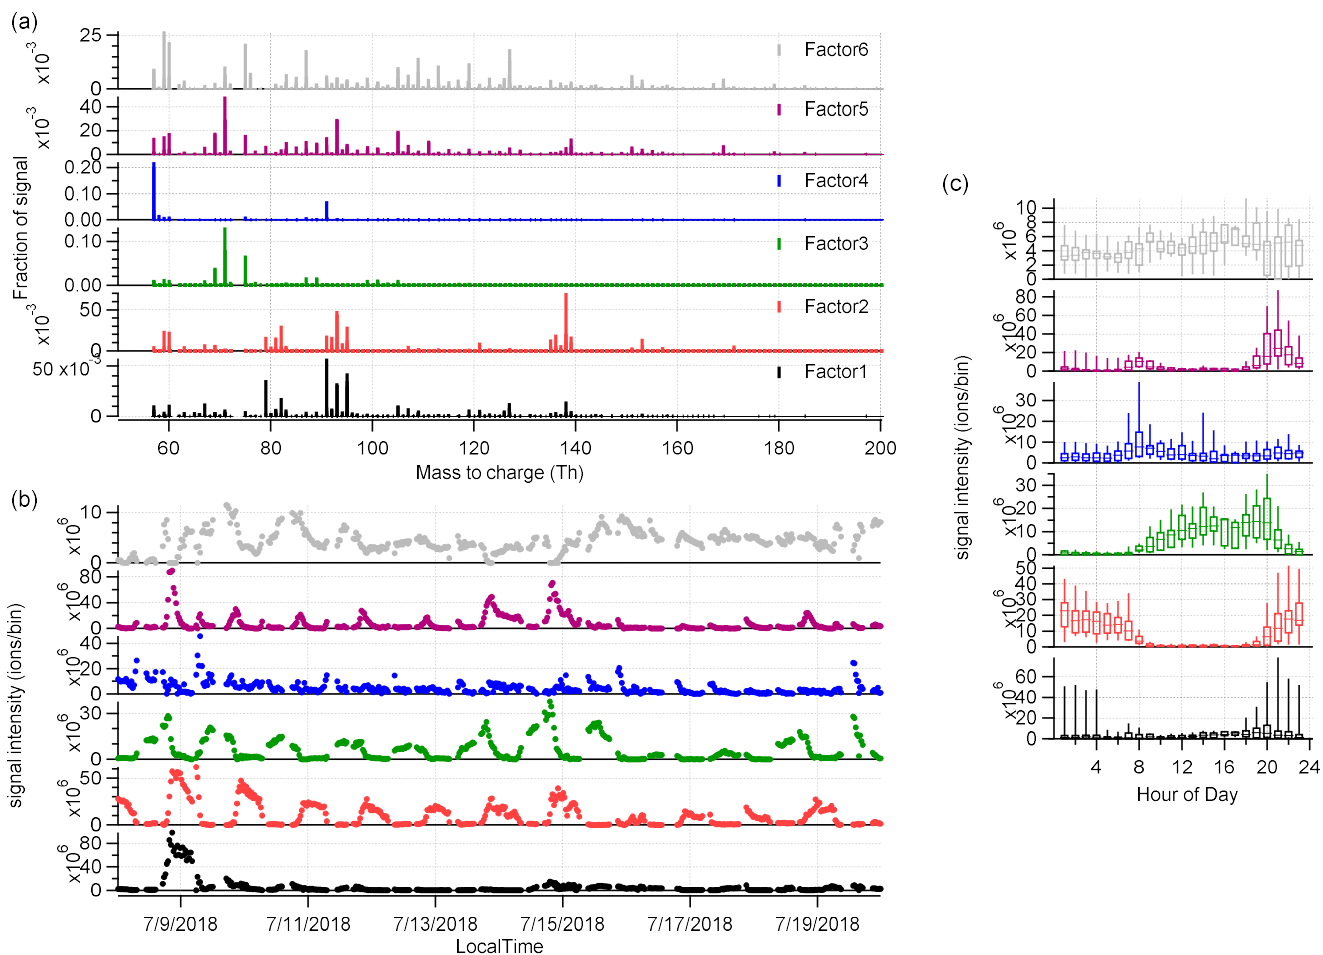 (a)
25
x10⁻³
0
Factor6
40
x10⁻³
20
0
Factor5
0.20
0.10
0.00
Factor4
0.10
0.00
Factor3
50
x10⁻³
0
Factor2
50 x10⁻³
0
Factor1
Fraction of signal
60 80 100 120 140 160 180 200
Mass to charge (Th)
(b)
10
x10⁶
0
80
x10⁶
40
0
40
x10⁶
20
0
30
x10⁶
0
50
x10⁶
0
80
x10⁶
40
0
signal intensity (ions/bin)
7/9/2018 7/11/2018 7/13/2018 7/15/2018 7/17/2018 7/19/2018
LocalTime
(c)
10
8
x10⁶
6
4
2
0
80
60
x10⁶
40
20
0
30
x10⁶
20
10
0
30
x10⁶
20
10
0
50
40
x10⁶
30
20
10
0
60
x10⁶
40
20
0
signal intensity (ions/bin)
4 8 12 16 20 24
Hour of Day